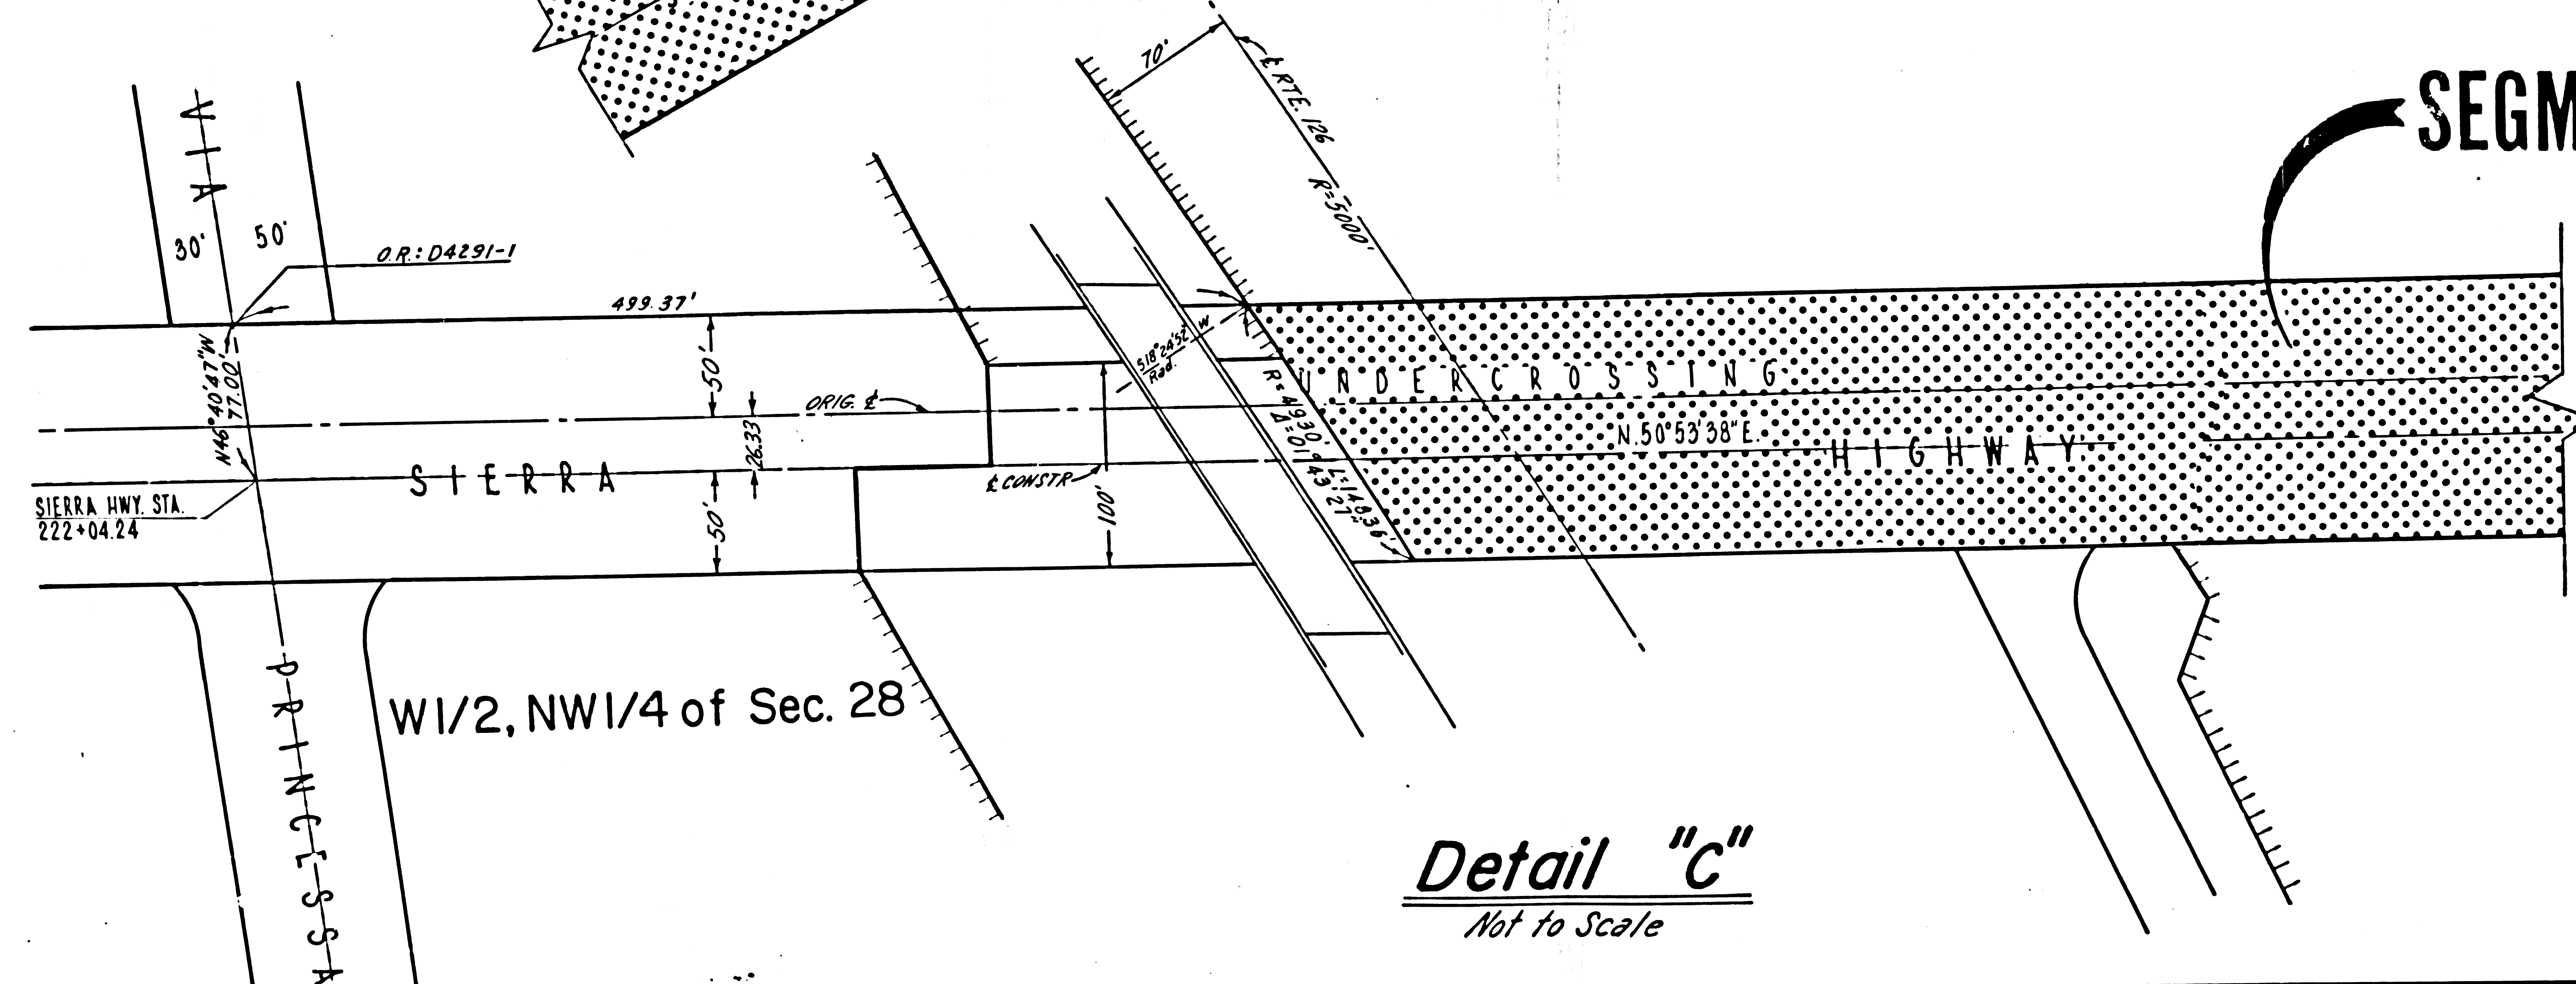 VIA
30'
50'
O.R.: D4291-1
499.37'
N46°40'47"W
77.00'
SIERRA HWY. STA.
222+04.24
SIERRA
50'
26.33'
50'
ORIG. ℄
℄ CONSTR
100'
70'
℄ RTE. 126
R=5000'
S18°24'52"W
Rad.
R=4930'
Δ=01°43'27"
L=148.36'
UNDERCROSSING
N.50°53'38"E.
HIGHWAY
SEGM
PRINCESSA
W1/2, NW1/4 of Sec. 28
Detail "C"
Not to Scale